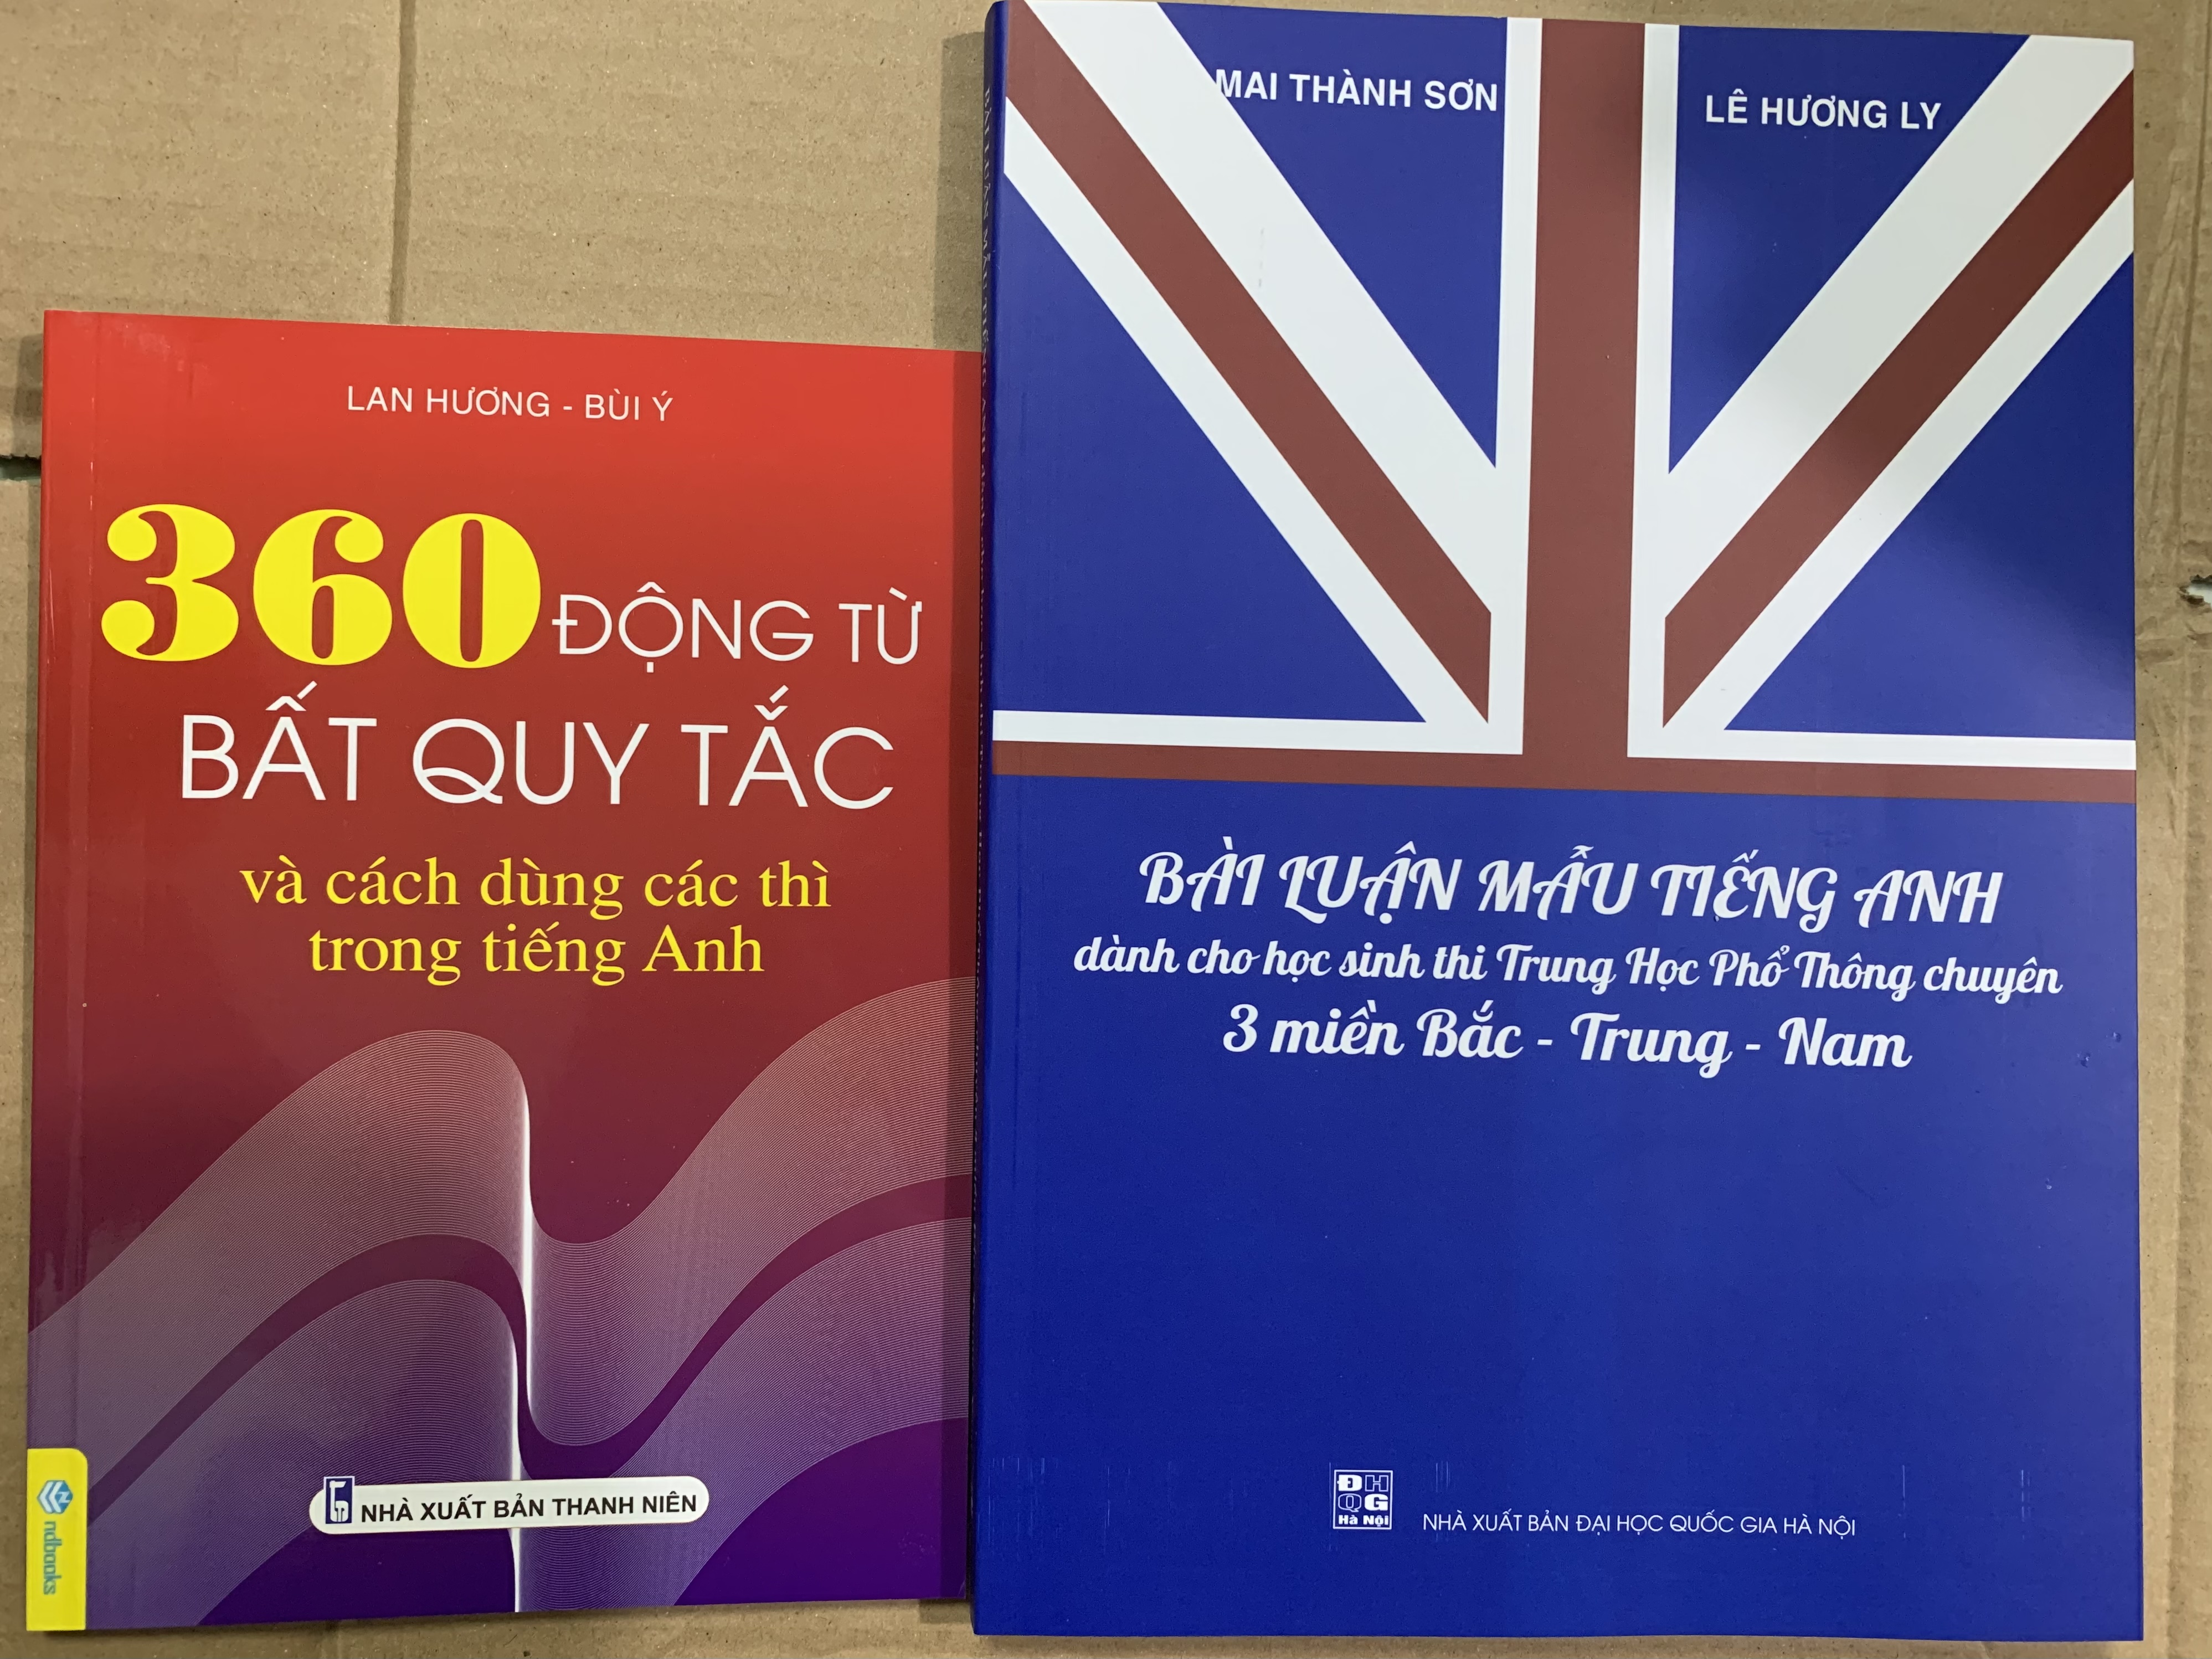 LAN HƯƠNG - BÙI Ý
360 ĐỘNG TỪ
BẤT QUY TẮC
và cách dùng các thì
trong tiếng Anh
NHÀ XUẤT BẢN THANH NIÊN
ndbooks
MAI THÀNH SƠN
LÊ HƯƠNG LY
BÀI LUẬN MẪU TIẾNG ANH
dành cho học sinh thi Trung Học Phổ Thông chuyên
3 miền Bắc - Trung - Nam
ĐH
QG
Hà Nội
NHÀ XUẤT BẢN ĐẠI HỌC QUỐC GIA HÀ NỘI